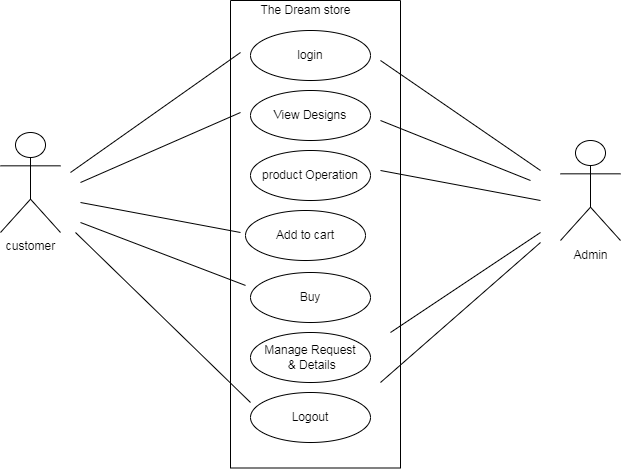 The Dream store
login
View Designs
product Operation
Add to cart
customer
Admin
Buy
Manage Request
& Details
Logout